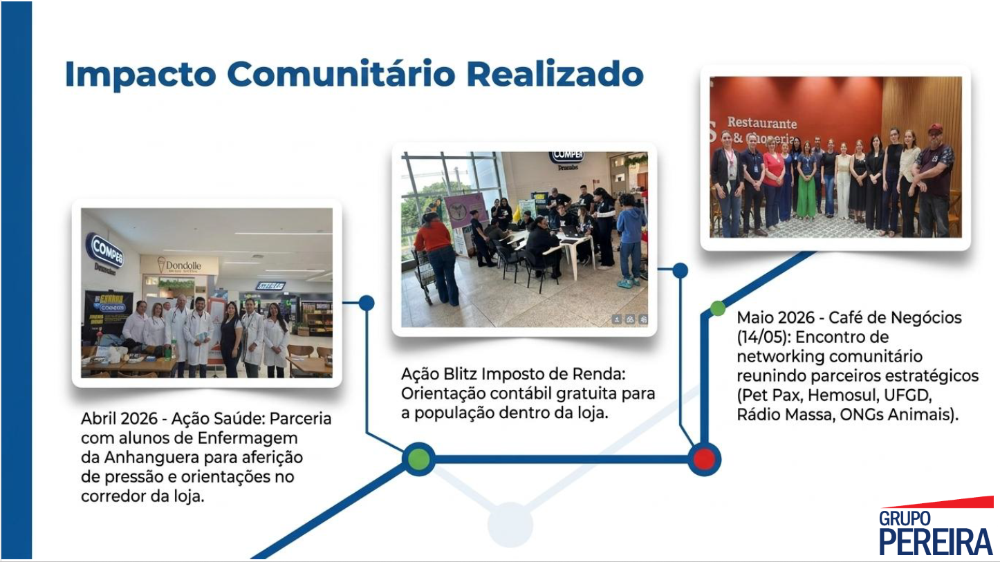 Impacto Comunitário Realizado
Restaurante
& Choperia
COMPER
COMPER
Dondolle
Abril 2026 - Ação Saúde: Parceria
com alunos de Enfermagem
da Anhanguera para aferição
de pressão e orientações no
corredor da loja.
Ação Blitz Imposto de Renda:
Orientação contábil gratuita para
a população dentro da loja.
Maio 2026 - Café de Negócios
(14/05): Encontro de
networking comunitário
reunindo parceiros estratégicos
(Pet Pax, Hemosul, UFGD,
Rádio Massa, ONGs Animais).
GRUPO
PEREIRA